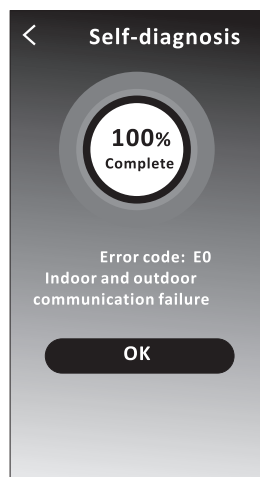 Self-diagnosis
100%
Complete
Error code: E0
Indoor and outdoor
communication failure
OK